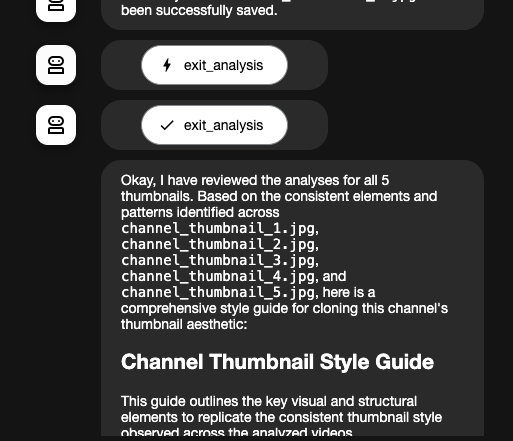 been successfully saved.
exit_analysis
exit_analysis
Okay, I have reviewed the analyses for all 5
thumbnails. Based on the consistent elements and
patterns identified across
channel_thumbnail_1.jpg,
channel_thumbnail_2.jpg,
channel_thumbnail_3.jpg,
channel_thumbnail_4.jpg, and
channel_thumbnail_5.jpg, here is a
comprehensive style guide for cloning this channel's
thumbnail aesthetic:
Channel Thumbnail Style Guide
This guide outlines the key visual and structural
elements to replicate the consistent thumbnail style
observed across the analyzed videos